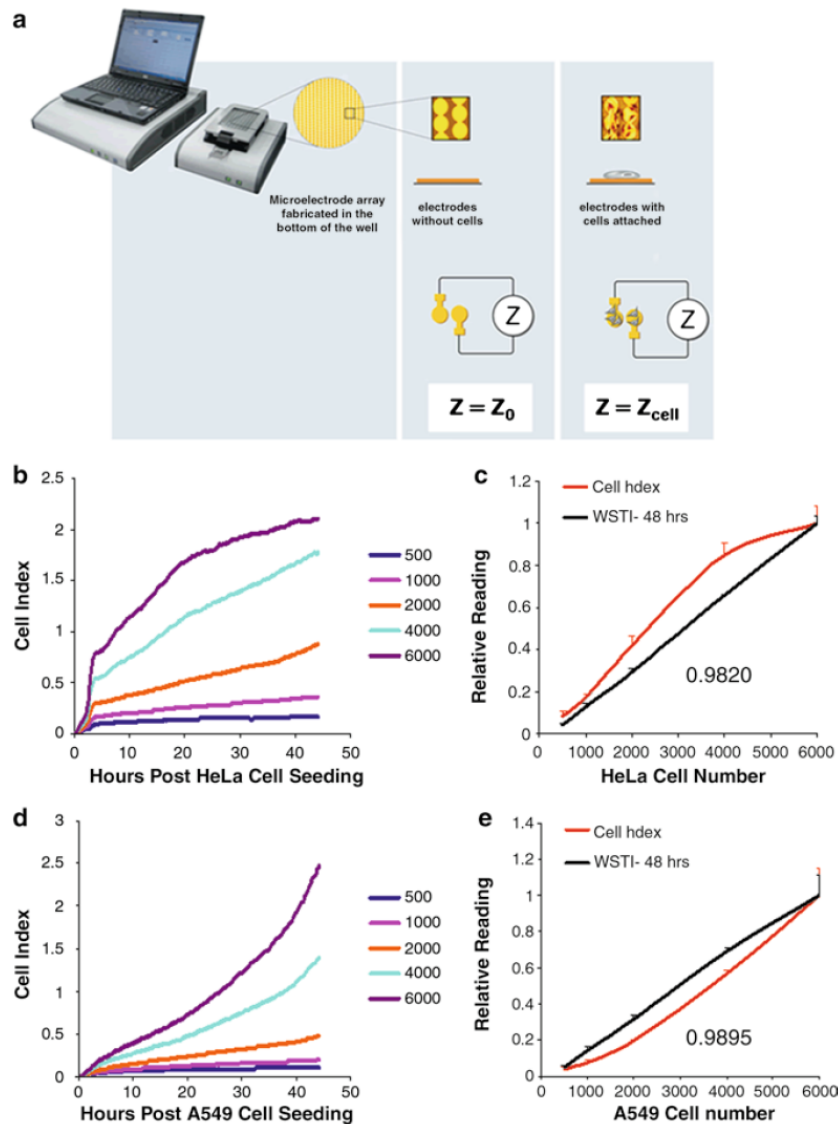 a
Microelectrode array
fabricated in the
bottom of the well
electrodes
without cells
electrodes with
cells attached
Z
Z
Z = Z0
Z = Zcell
b
2.5
2
1.5
1
0.5
0
Cell Index
0 10 20 30 40 50
Hours Post HeLa Cell Seeding
500
1000
2000
4000
6000
c
1.2
1
0.8
0.6
0.4
0.2
0
Relative Reading
Cell hdex
WSTI- 48 hrs
0.9820
0 1000 2000 3000 4000 5000 6000
HeLa Cell Number
d
3
2.5
2
1.5
1
0.5
0
Cell Index
0 10 20 30 40 50
Hours Post A549 Cell Seeding
500
1000
2000
4000
6000
e
1.4
1.2
1
0.8
0.6
0.4
0.2
0
Relative Reading
Cell hdex
WSTI- 48 hrs
0.9895
0 1000 2000 3000 4000 5000 6000
A549 Cell number